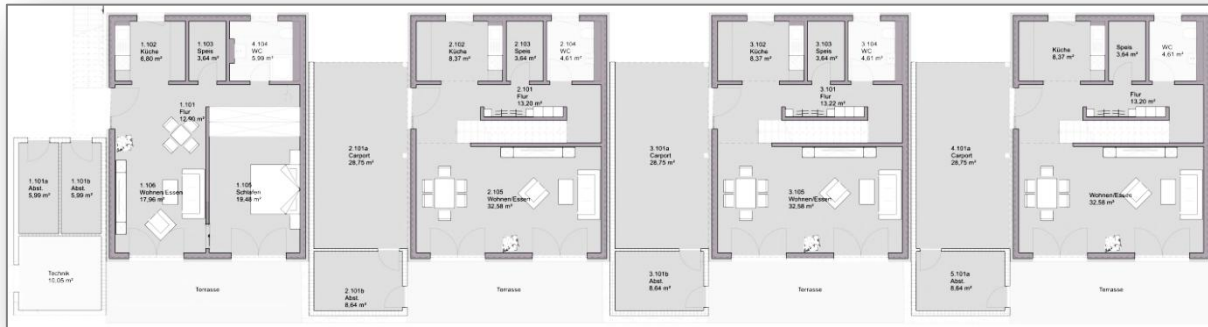 1.102
Küche
6,80 m²
1.103
Speis
3,64 m²
4.104
WC
5,99 m²
1.101
Flur
12,90 m²
1.101a
Abst.
5,99 m²
1.101b
Abst.
5,99 m²
1.106
Wohnen/Essen
17,96 m²
1.105
Schlafen
19,48 m²
Technik
10,05 m²
Terrasse
2.101a
Carport
28,75 m²
2.101b
Abst.
8,64 m²
2.102
Küche
8,37 m²
2.103
Speis
3,64 m²
2.104
WC
4,61 m²
2.101
Flur
13,20 m²
2.105
Wohnen/Essen
32,58 m²
Terrasse
3.101a
Carport
28,75 m²
3.101b
Abst.
8,64 m²
3.102
Küche
8,37 m²
3.103
Speis
3,64 m²
3.104
WC
4,61 m²
3.101
Flur
13,22 m²
3.105
Wohnen/Essen
32,58 m²
Terrasse
4.101a
Carport
28,75 m²
5.101a
Abst.
8,64 m²
Küche
8,37 m²
Speis
3,64 m²
WC
4,61 m²
Flur
13,20 m²
Wohnen/Essen
32,58 m²
Terrasse